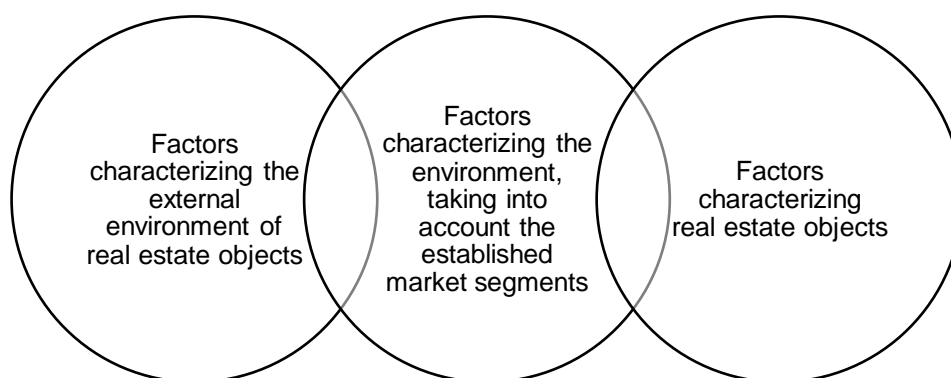 Factors
characterizing the
external
environment of
real estate objects
Factors
characterizing the
environment,
taking into
account the
established
market segments
Factors
characterizing
real estate objects